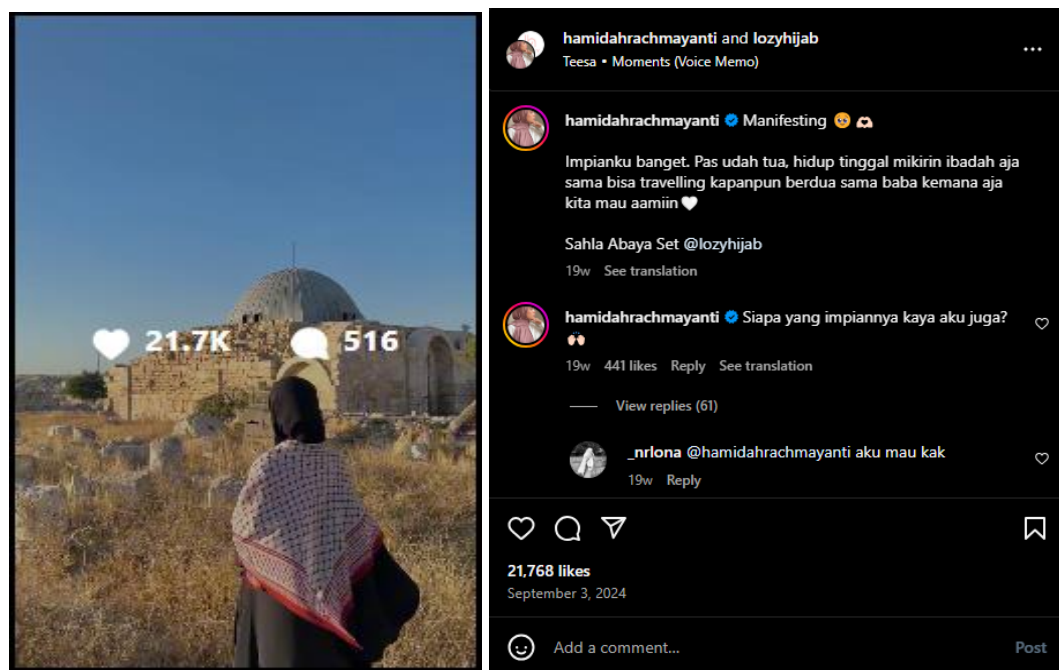 21.7K 516
hamidahrachmayanti and lozyhijab
Teesa • Moments (Voice Memo)
hamidahrachmayanti Manifesting 🥹 🫶🏻
Impianku banget. Pas udah tua, hidup tinggal mikirin ibadah aja
sama bisa travelling kapanpun berdua sama baba kemana aja
kita mau aamiin🤍
Sahla Abaya Set @lozyhijab
19w See translation
hamidahrachmayanti Siapa yang impiannya kaya aku juga?
🙌🏻
19w 441 likes Reply See translation
View replies (61)
_nrlona @hamidahrachmayanti aku mau kak
19w Reply
21,768 likes
September 3, 2024
Add a comment... Post